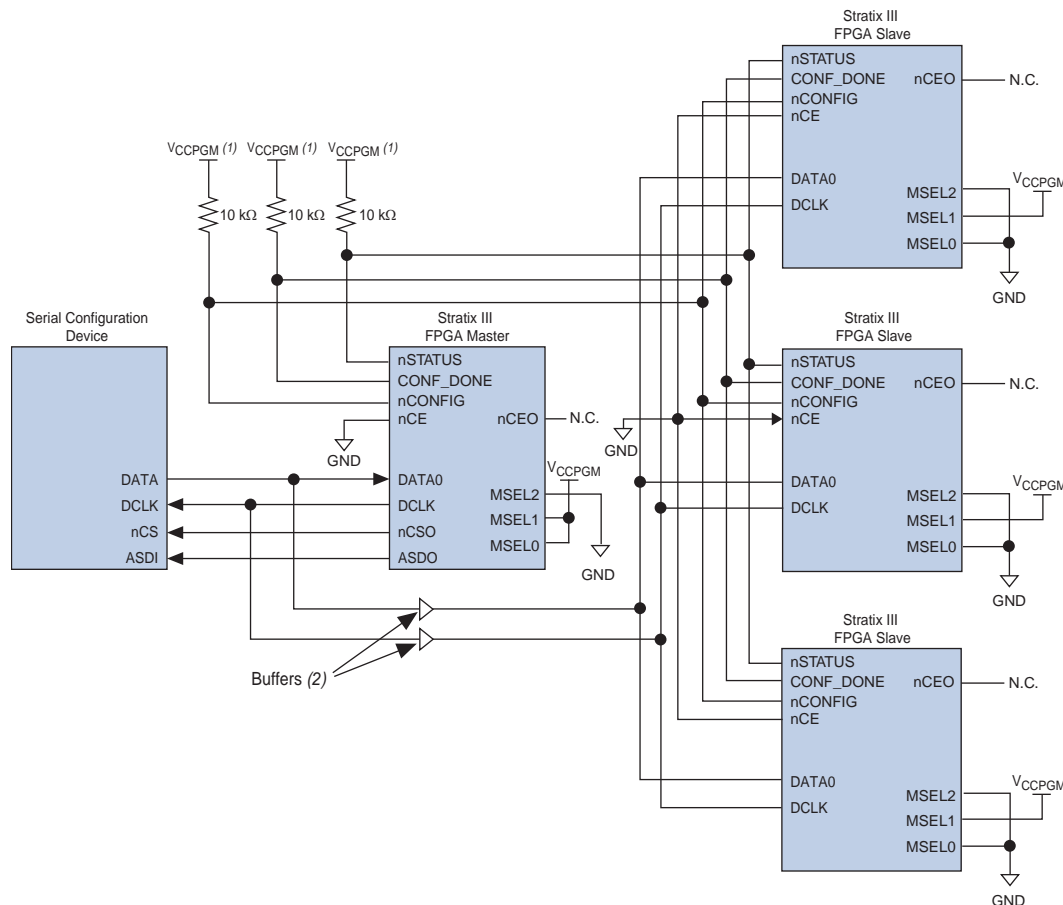 Stratix III
FPGA Slave
nSTATUS
CONF_DONE
nCONFIG
nCE
nCEO
N.C.
DATA0
DCLK
MSEL2
MSEL1
MSEL0
VCCPGM
GND
VCCPGM (1)
VCCPGM (1)
VCCPGM (1)
10 kΩ
10 kΩ
10 kΩ
Serial Configuration
Device
DATA
DCLK
nCS
ASDI
Stratix III
FPGA Master
nSTATUS
CONF_DONE
nCONFIG
nCE
nCEO
N.C.
GND
DATA0
DCLK
nCSO
ASDO
MSEL2
MSEL1
MSEL0
VCCPGM
GND
Buffers (2)
Stratix III
FPGA Slave
nSTATUS
CONF_DONE
nCONFIG
nCE
nCEO
N.C.
GND
DATA0
DCLK
MSEL2
MSEL1
MSEL0
VCCPGM
GND
Stratix III
FPGA Slave
nSTATUS
CONF_DONE
nCONFIG
nCE
nCEO
N.C.
DATA0
DCLK
MSEL2
MSEL1
MSEL0
VCCPGM
GND